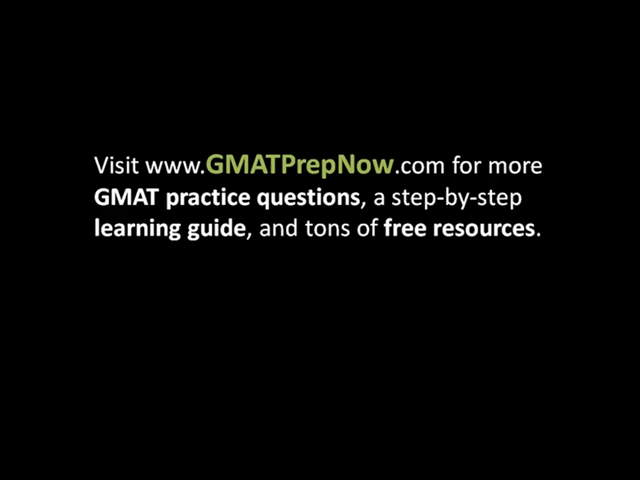 Visit www.GMATPrepNow.com for more
GMAT practice questions, a step-by-step
learning guide, and tons of free resources.